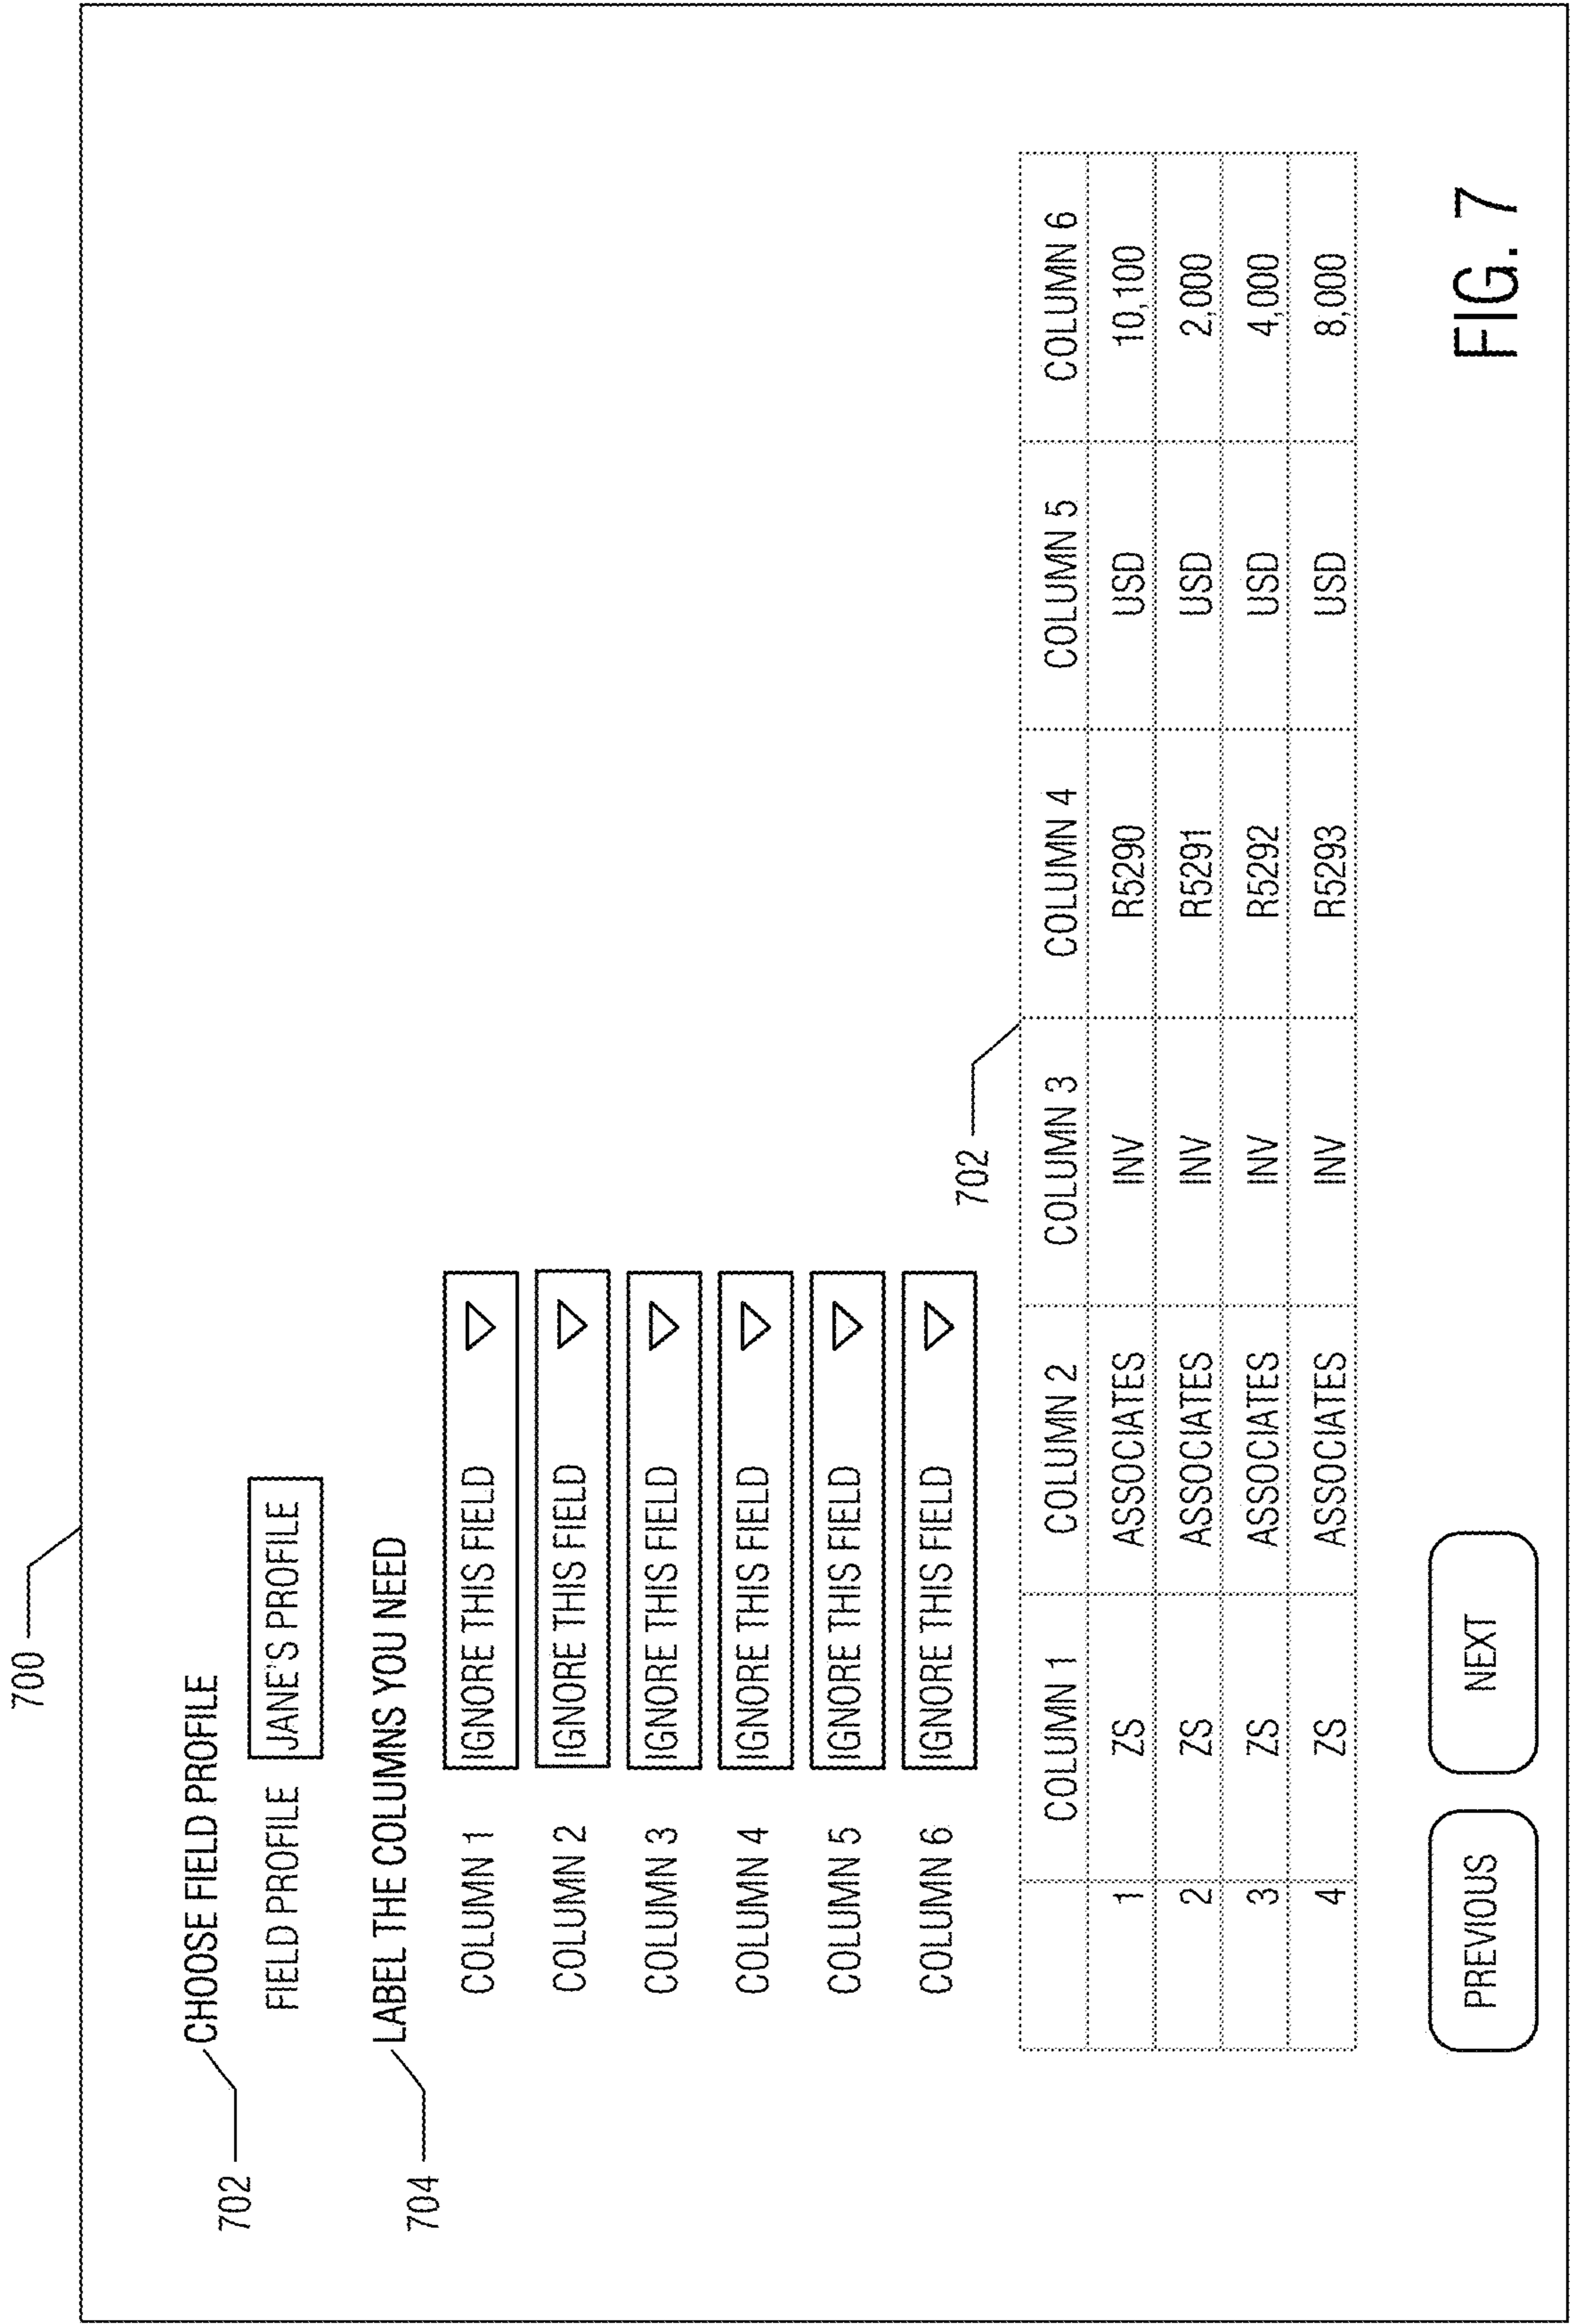 700
702
CHOOSE FIELD PROFILE
FIELD PROFILE JANE'S PROFILE
704
LABEL THE COLUMNS YOU NEED
COLUMN 1 IGNORE THIS FIELD
COLUMN 2 IGNORE THIS FIELD
COLUMN 3 IGNORE THIS FIELD
COLUMN 4 IGNORE THIS FIELD
COLUMN 5 IGNORE THIS FIELD
COLUMN 6 IGNORE THIS FIELD
702
COLUMN 1 COLUMN 2 COLUMN 3 COLUMN 4 COLUMN 5 COLUMN 6
1 ZS ASSOCIATES INV R5290 USD 10,100
2 ZS ASSOCIATES INV R5291 USD 2,000
3 ZS ASSOCIATES INV R5292 USD 4,000
4 ZS ASSOCIATES INV R5293 USD 8,000
PREVIOUS NEXT
FIG. 7